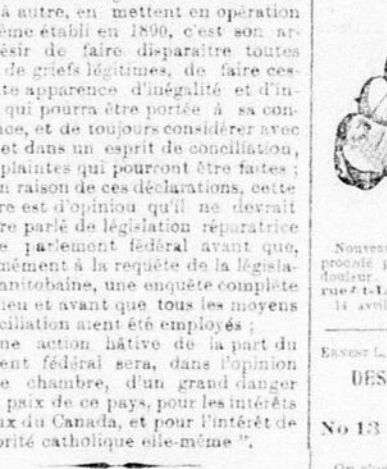 à autre, en mettent en opération
ème établi en 1890, c'est son ar-
ésir de faire disparaître toutes
de griefs légitimes, de faire ces-
te apparence d'inégalité et d'in-
qui pourra être portée à sa con-
nce, et de toujours considérer avec
et dans un esprit de conciliation,
plaintes qui pourront être faites ;
n raison de ces déclarations, cette
re est d'opiniou qu'il ne devrait
re parlé de législation réparatrice
e parlement fédéral avant que,
mément à la requête de la législa-
anitobaine, une enquête complète
ieu et avant que tous les moyens
ciliation aient été employés ;
ne action hâtive de la part du
ent fédéral sera, dans l'opinion
e chambre, d'un grand danger
paix de ce pays, pour les intérêts
ux du Canada, et pour l'intérêt de
orité catholique elle-même ".
Nouveau
procédé
douleur
14 avril
ERNEST L.
DES
No 13